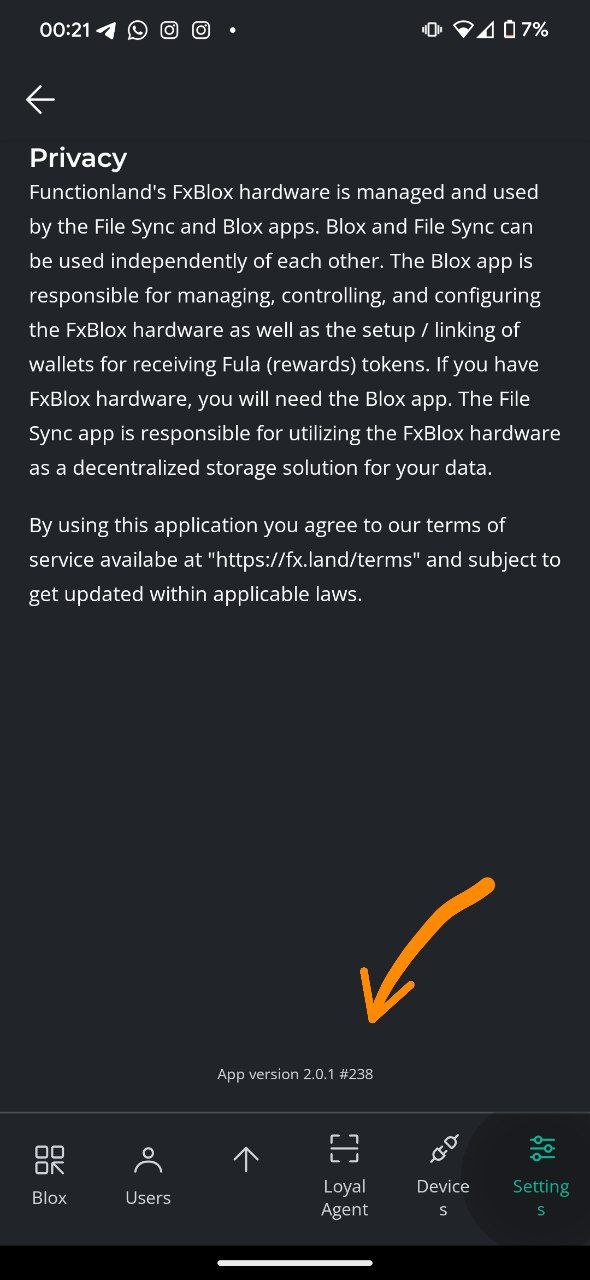 00:21
7%
Privacy
Functionland's FxBlox hardware is managed and used
by the File Sync and Blox apps. Blox and File Sync can
be used independently of each other. The Blox app is
responsible for managing, controlling, and configuring
the FxBlox hardware as well as the setup / linking of
wallets for receiving Fula (rewards) tokens. If you have
FxBlox hardware, you will need the Blox app. The File
Sync app is responsible for utilizing the FxBlox hardware
as a decentralized storage solution for your data.
By using this application you agree to our terms of
service availabe at "https://fx.land/terms" and subject to
get updated within applicable laws.
App version 2.0.1 #238
Blox
Users
Loyal
Agent
Device
s
Setting
s